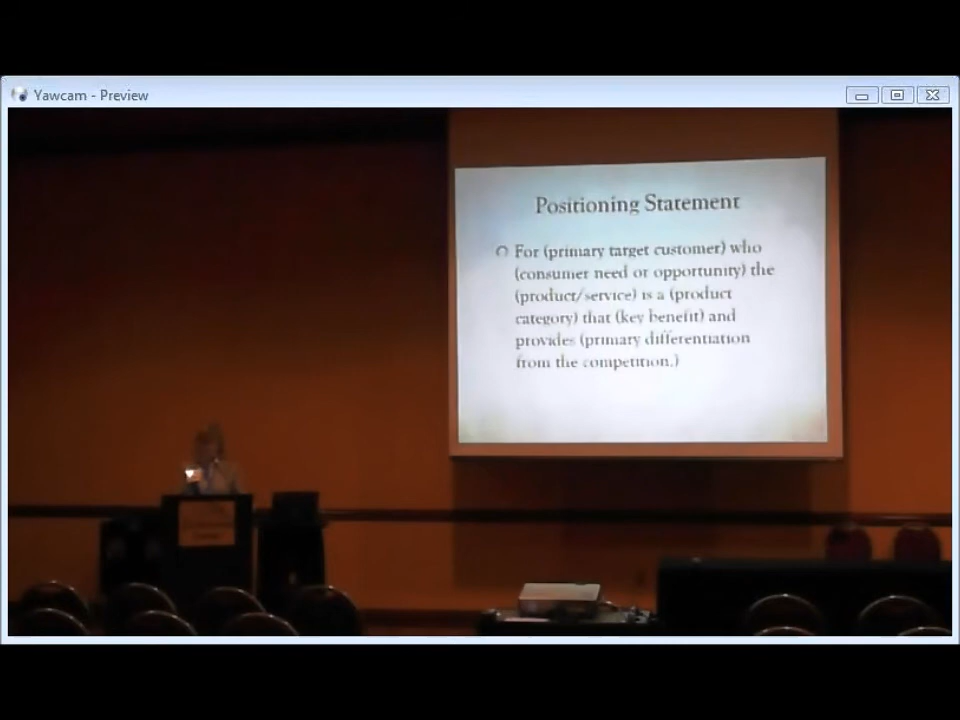 Yawcam - Preview
Positioning Statement
For (primary target customer) who
(consumer need or opportunity) the
(product/service) is a (product
category) that (key benefit) and
provides (primary differentiation
from the competition.)